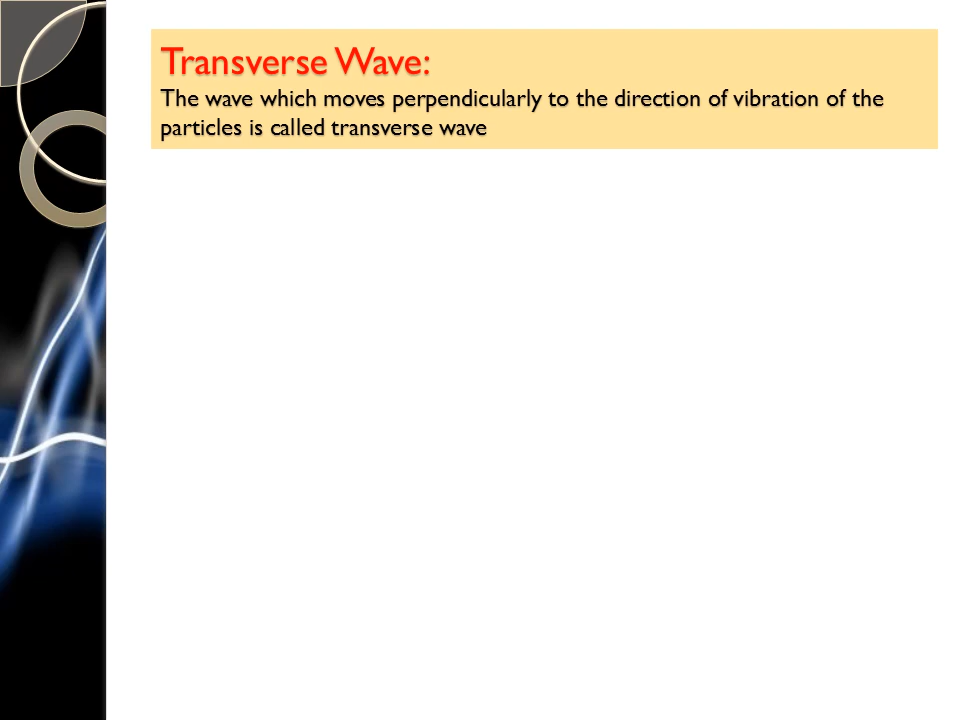 Transverse Wave:
The wave which moves perpendicularly to the direction of vibration of the
particles is called transverse wave